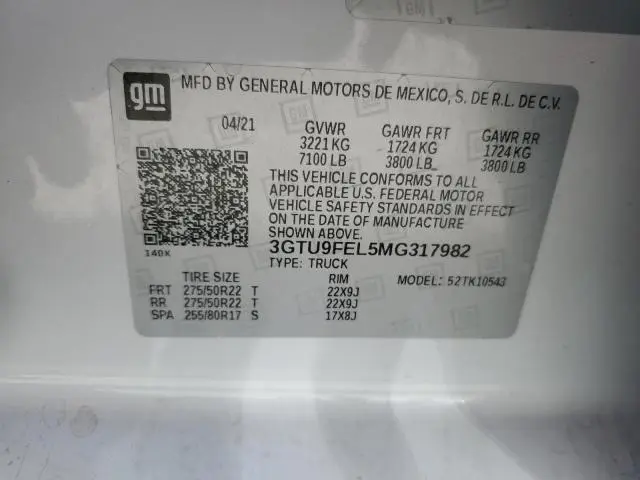 gm
MFD BY GENERAL MOTORS DE MEXICO, S. DE R.L. DE C.V.
04/21 GVWR GAWR FRT GAWR RR
3221 KG 1724 KG 1724 KG
7100 LB 3800 LB 3800 LB
THIS VEHICLE CONFORMS TO ALL
APPLICABLE U.S. FEDERAL MOTOR
VEHICLE SAFETY STANDARDS IN EFFECT
ON THE DATE OF MANUFACTURE
SHOWN ABOVE.
140X 3GTU9FEL5MG317982
TYPE: TRUCK
TIRE SIZE RIM MODEL: 52TK10543
FRT 275/50R22 T 22X9J
RR 275/50R22 T 22X9J
SPA 255/80R17 S 17X8J